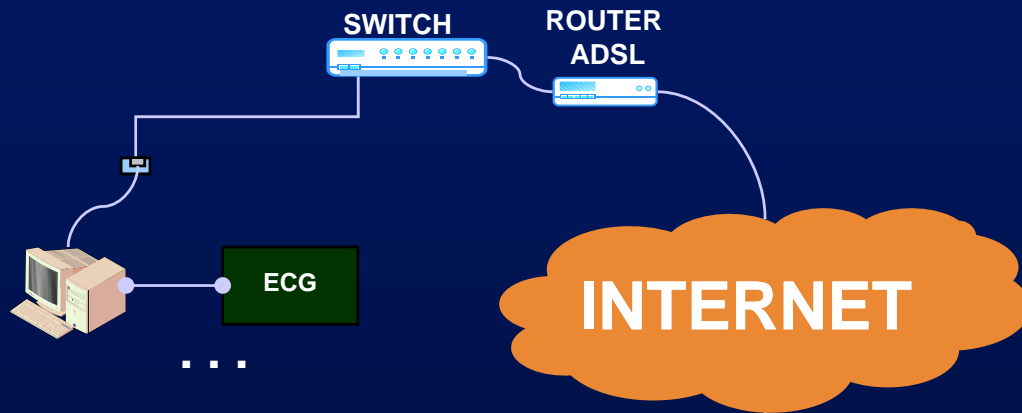 SWITCH
ROUTER
ADSL
ECG
INTERNET
. . .